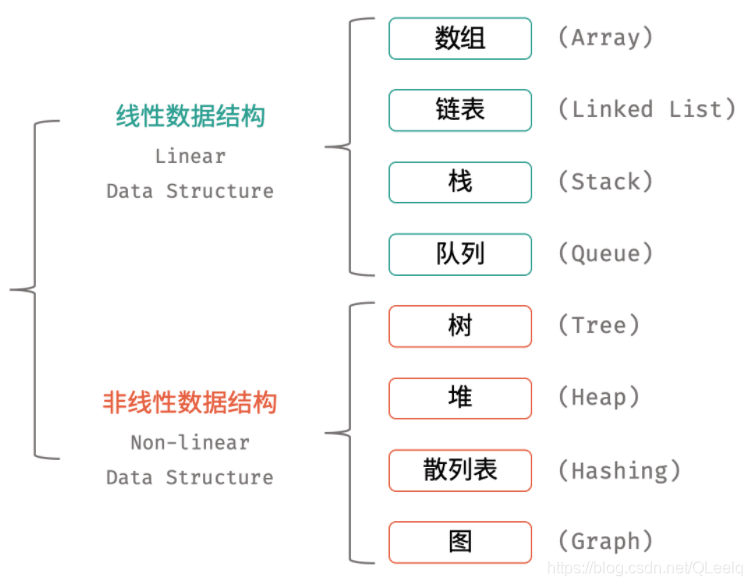 数组 (Array)
线性数据结构
链表 (Linked List)
Linear
Data Structure
栈 (Stack)
队列 (Queue)
树 (Tree)
非线性数据结构
堆 (Heap)
Non-linear
Data Structure
散列表 (Hashing)
图 (Graph)
https://blog.csdn.net/QLeelq